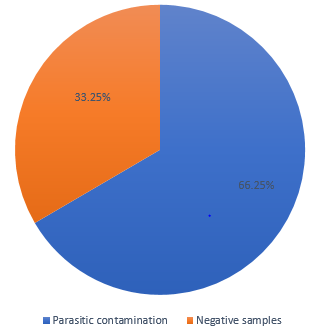 33.25%
66.25%
Parasitic contamination
Negative samples